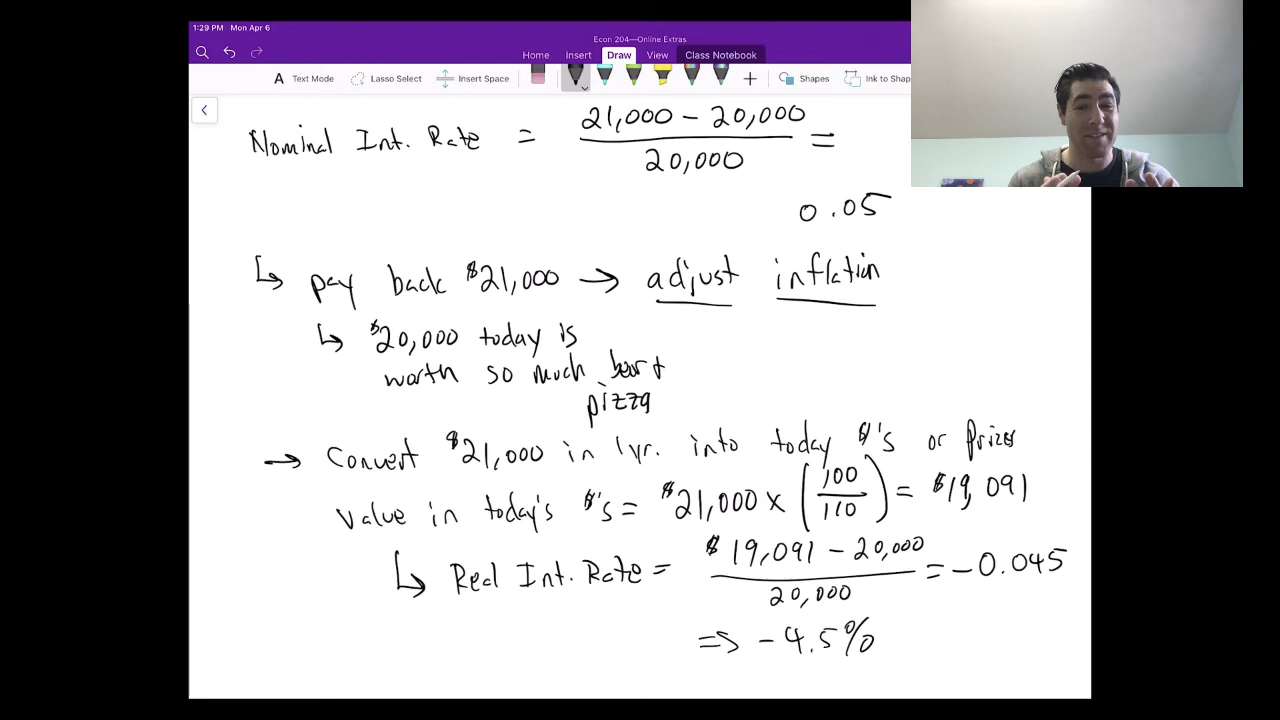 1:29 PM Mon Apr 6
Econ 204—Online Extras
Home Insert Draw View Class Notebook
A Text Mode Lasso Select Insert Space Shapes Ink to Shap
Nominal Int. Rate = 21,000 – 20,000 =
20,000
0.05
↳ pay back $21,000 → adjust inflation
↳ $20,000 today is
worth so much beer +
pizza
→ Convert $21,000 in 1yr. into today $'s or Prices
Value in today's $'s = $21,000 × (100/110) = $19,091
↳ Real Int. Rate = $19,091 – 20,000 = –0.045
20,000
=> –4.5%